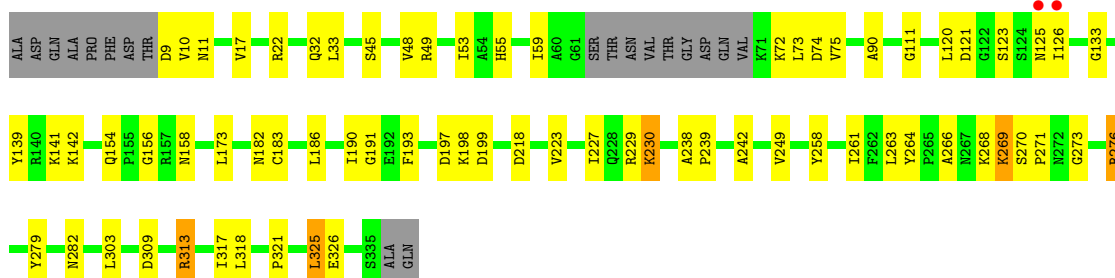 ALA ASP GLN ALA PRO PHE ASP THR D9 V10 N11 V17 R22 Q32 L33 S45 V48 R49 I53 A54 H55 I59 A60 G61 SER THR ASN VAL THR GLY ASP GLN VAL K71 K72 L73 D74 V75 A90 G111 L120 D121 G122 S123 S124 N125 I126 G133
Y139 R140 K141 K142 Q154 P155 G156 R157 N158 L173 N182 C183 L186 I190 G191 E192 F193 D197 K198 D199 D218 V223 I227 Q228 R229 K230 A238 P239 A242 V249 Y258 I261 F262 L263 Y264 P265 A266 N267 K268 K269 S270 P271 N272 G273
Y279 N282 L303 D309 R313 I317 L318 P321 L325 E326 S335 ALA GLN